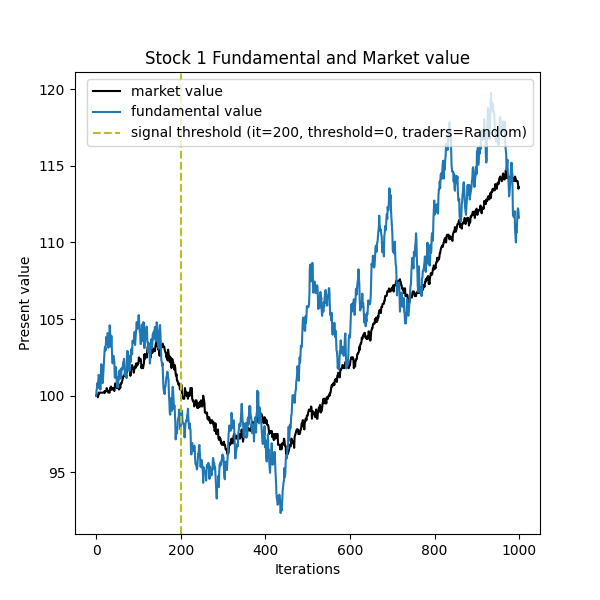 Stock 1 Fundamental and Market value
market value
fundamental value
signal threshold (it=200, threshold=0, traders=Random)
Present value
120
115
110
105
100
95
0 200 400 600 800 1000
Iterations